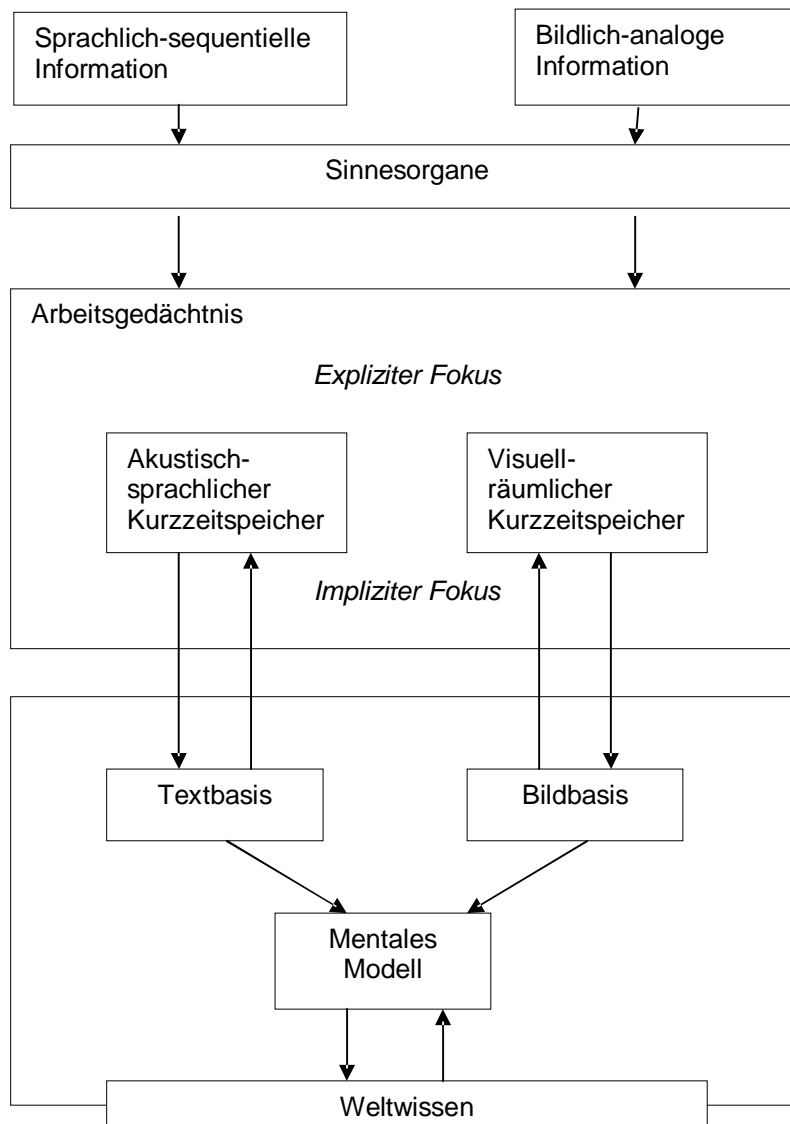 Sprachlich-sequentielle
Information
Bildlich-analoge
Information
Sinnesorgane
Arbeitsgedächtnis
Expliziter Fokus
Akustisch-
sprachlicher
Kurzzeitspeicher
Visuell-
räumlicher
Kurzzeitspeicher
Impliziter Fokus
Textbasis
Bildbasis
Mentales
Modell
Weltwissen